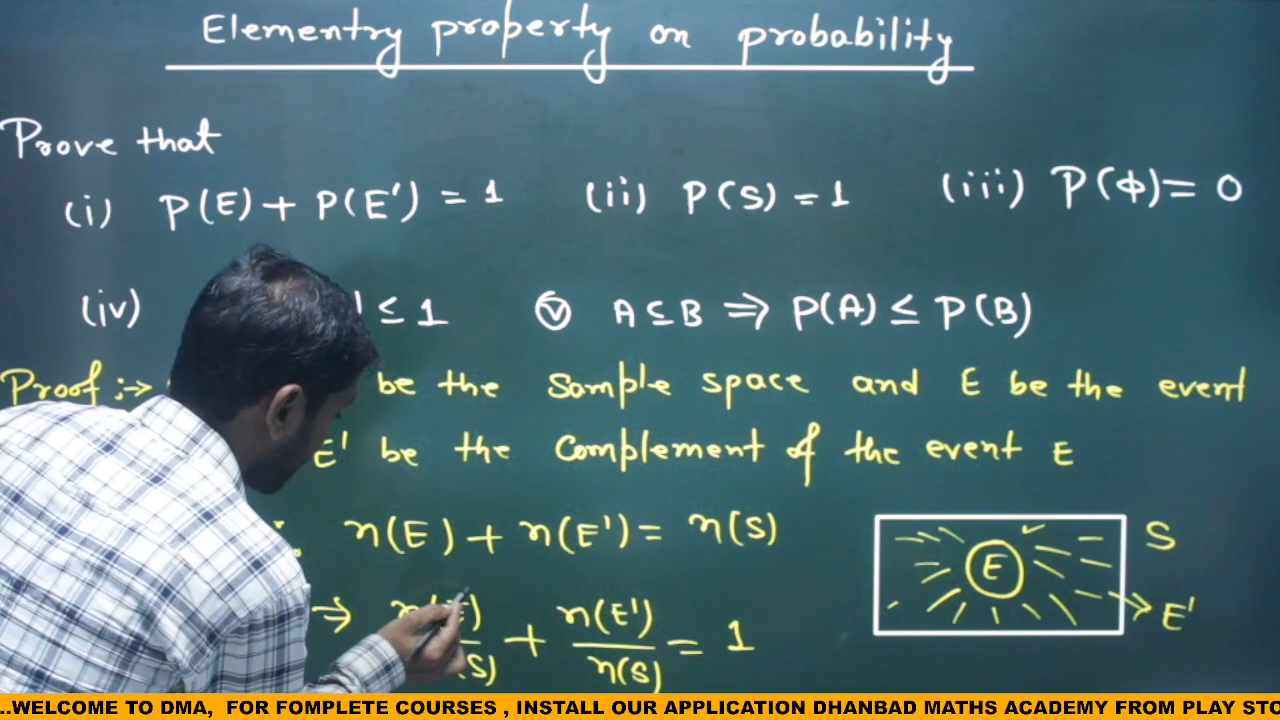 Elementry property on probability
Prove that
(i) P(E) + P(E') = 1 (ii) P(S) = 1 (iii) P(Φ) = 0
(iv) ≤ 1 (v) A ⊆ B ⇒ P(A) ≤ P(B)
Proof :→ be the sample space and E be the event
E' be the complement of the event E
∴ n(E) + n(E') = n(S)
S
E
E'
⇒ n(E)/n(S) + n(E')/n(S) = 1
..WELCOME TO DMA, FOR FOMPLETE COURSES , INSTALL OUR APPLICATION DHANBAD MATHS ACADEMY FROM PLAY STO